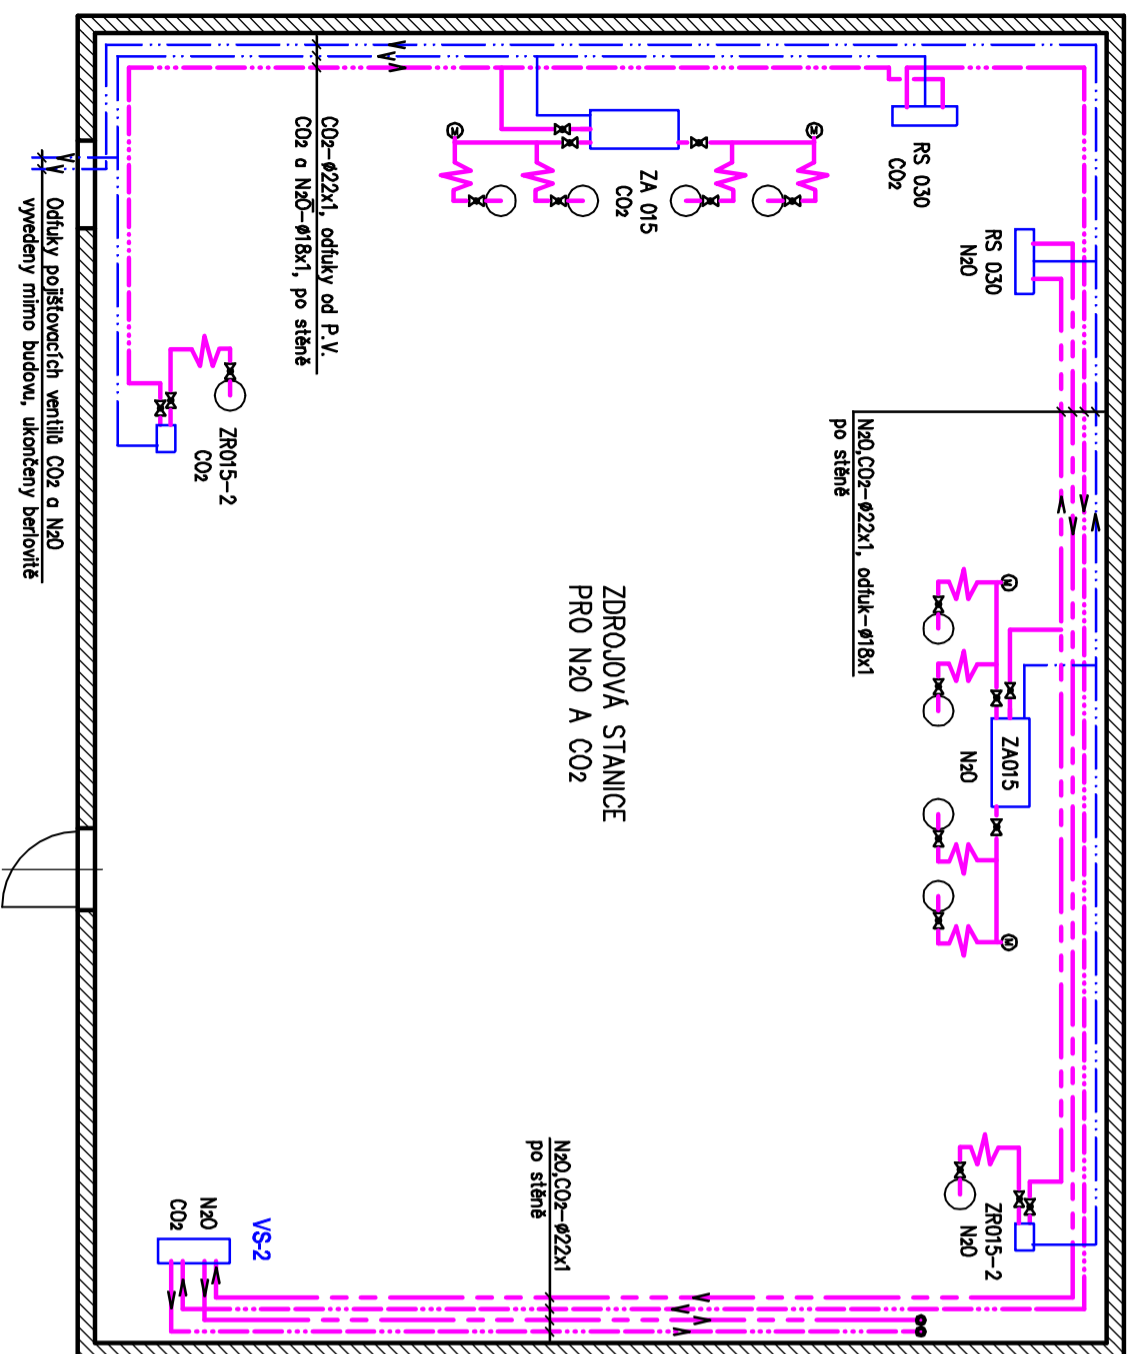 RS 030
CO2
RS 030
N2O
ZA 015
CO2
CO2-ø22x1, odfuky od P.V.
CO2 a N2O-ø18x1, po stěně
Odfuky pojišťovacích ventilů CO2 a N2O
vyvedeny mimo budovu, ukončeny berlovitě
ZR015-2
CO2
N2O,CO2-ø22x1, odfuk-ø18x1
po stěně
ZDROJOVÁ STANICE
PRO N2O A CO2
ZA015
N2O
M
M
M
M
ZR015-2
N2O
N2O,CO2-ø22x1
po stěně
VS-2
N2O
CO2